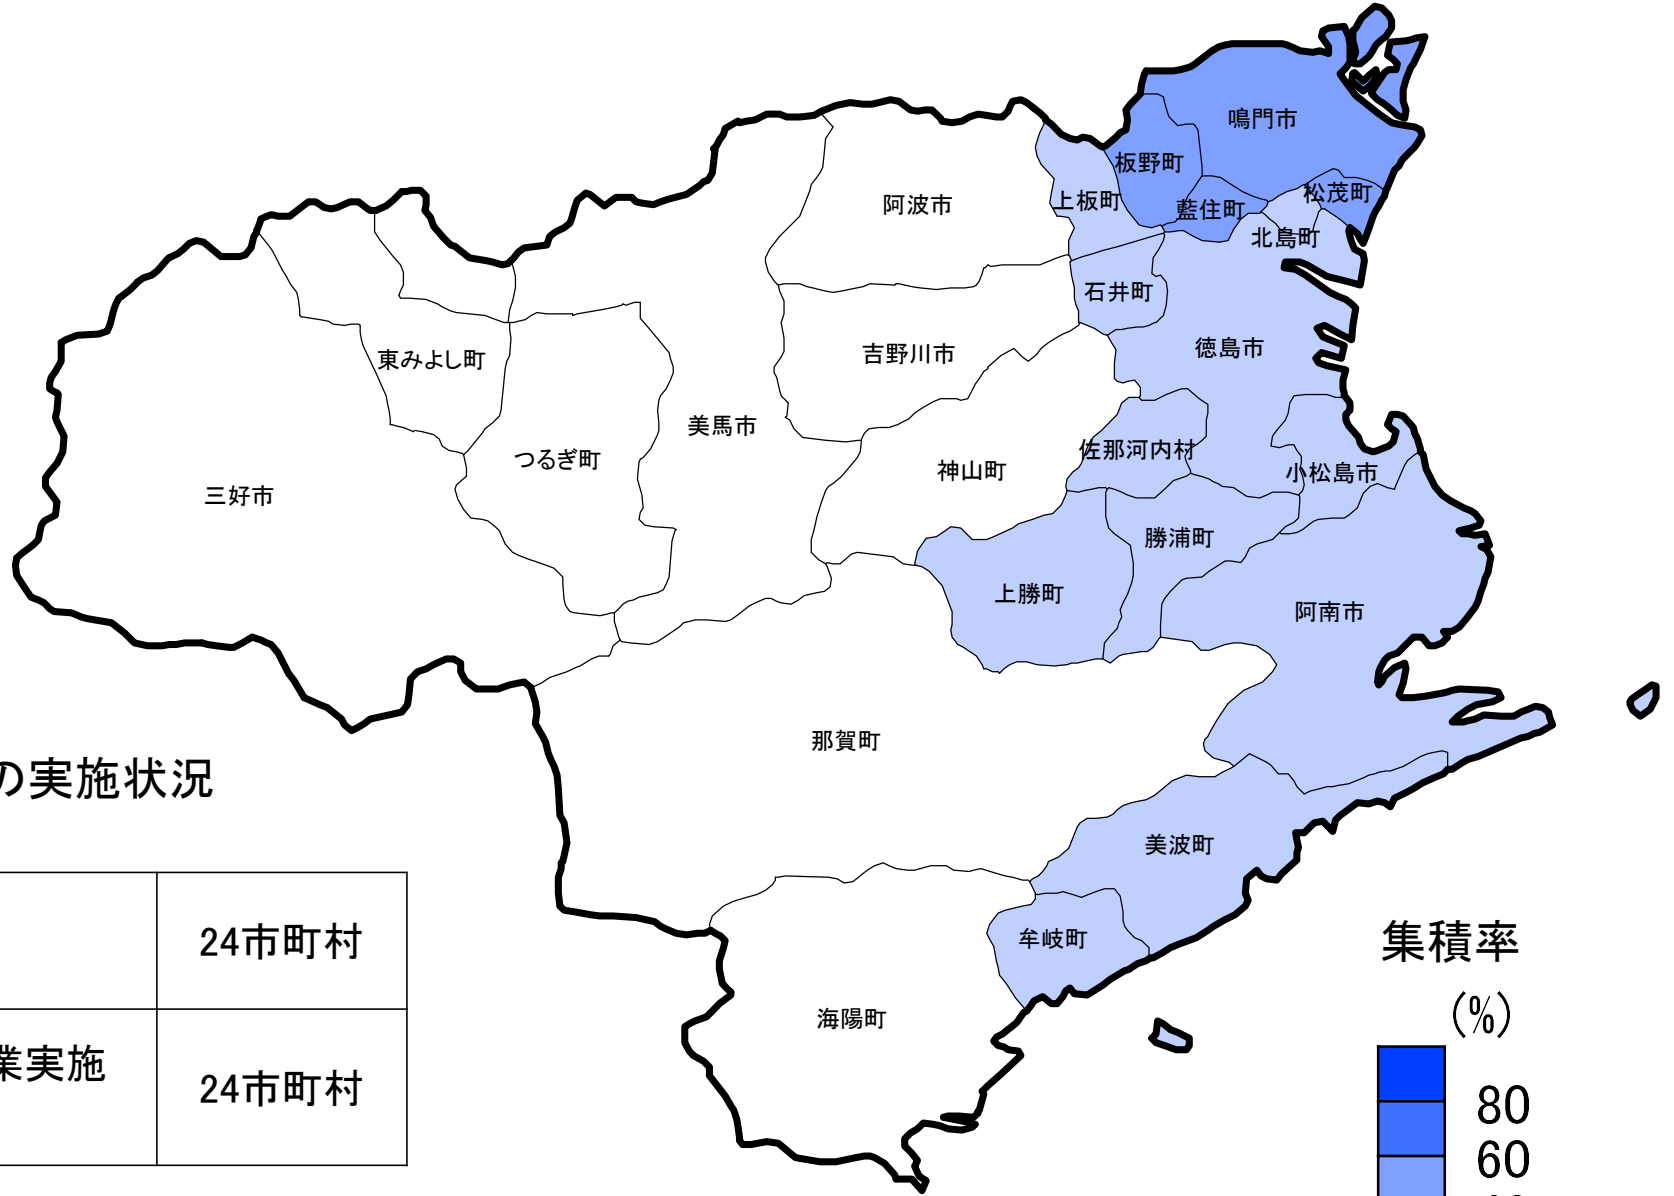 鳴門市
板野町
松茂町
上板町
藍住町
阿波市
北島町
石井町
徳島市
吉野川市
東みよし町
美馬市
佐那河内村
つるぎ町
神山町
小松島市
三好市
勝浦町
上勝町
阿南市
那賀町
の実施状況
美波町
24市町村
牟岐町
集積率
(%)
海陽町
業実施
24市町村
80
60